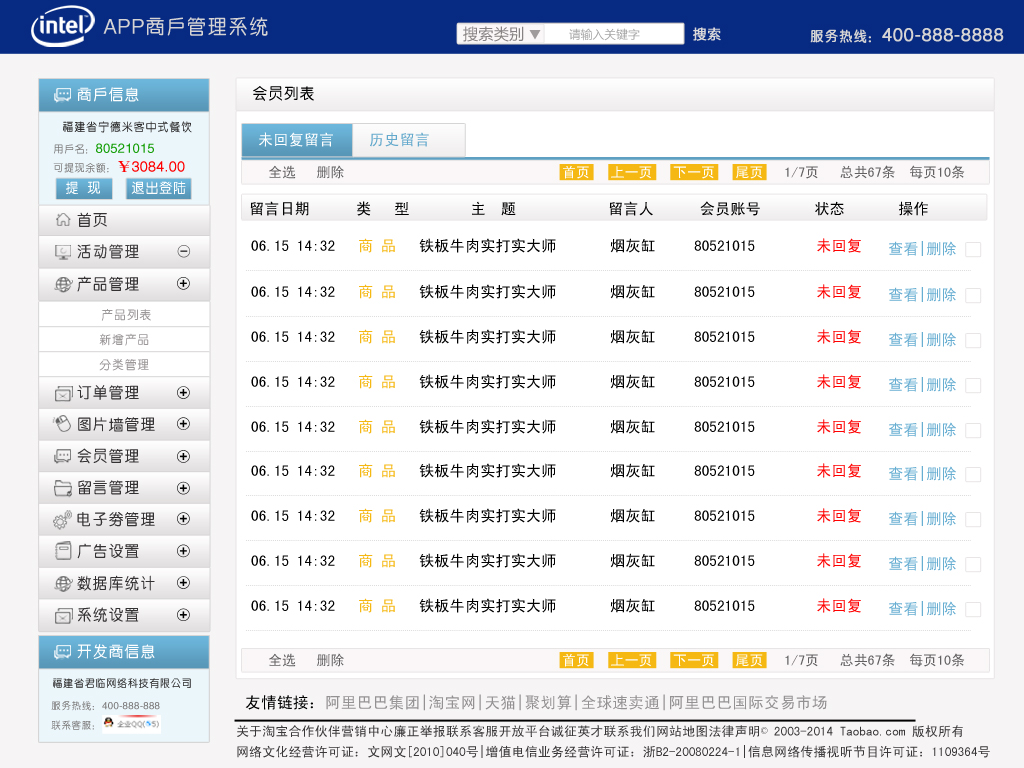 intel APP商戶管理系统
搜索类别▼ 请输入关键字 搜索
服务热线：400-888-8888
商戶信息
福建省宁德米客中式餐饮
用戶名：80521015
可提现余额：¥3084.00
提 现 退出登陆
首页
活动管理
产品管理
产品列表
新增产品
分类管理
订单管理
图片墙管理
会员管理
留言管理
电子券管理
广告设置
数据库统计
系统设置
开发商信息
福建省君临网络科技有限公司
服务热线：400-888-888
联系客服：企业QQ
会员列表
未回复留言 历史留言
全选 删除 首页 上一页 下一页 尾页 1/7页 总共67条 每页10条
留言日期 类 型 主 题 留言人 会员账号 状态 操作
06.15 14:32 商 品 铁板牛肉实打实大师 烟灰缸 80521015 未回复 查看|删除
06.15 14:32 商 品 铁板牛肉实打实大师 烟灰缸 80521015 未回复 查看|删除
06.15 14:32 商 品 铁板牛肉实打实大师 烟灰缸 80521015 未回复 查看|删除
06.15 14:32 商 品 铁板牛肉实打实大师 烟灰缸 80521015 未回复 查看|删除
06.15 14:32 商 品 铁板牛肉实打实大师 烟灰缸 80521015 未回复 查看|删除
06.15 14:32 商 品 铁板牛肉实打实大师 烟灰缸 80521015 未回复 查看|删除
06.15 14:32 商 品 铁板牛肉实打实大师 烟灰缸 80521015 未回复 查看|删除
06.15 14:32 商 品 铁板牛肉实打实大师 烟灰缸 80521015 未回复 查看|删除
06.15 14:32 商 品 铁板牛肉实打实大师 烟灰缸 80521015 未回复 查看|删除
全选 删除 首页 上一页 下一页 尾页 1/7页 总共67条 每页10条
友情链接：阿里巴巴集团|淘宝网|天猫|聚划算|全球速卖通|阿里巴巴国际交易市场
关于淘宝合作伙伴营销中心廉正举报联系客服开放平台诚征英才联系我们网站地图法律声明© 2003-2014 Taobao.com 版权所有
网络文化经营许可证：文网文[2010]040号|增值电信业务经营许可证：浙B2-20080224-1|信息网络传播视听节目许可证：1109364号